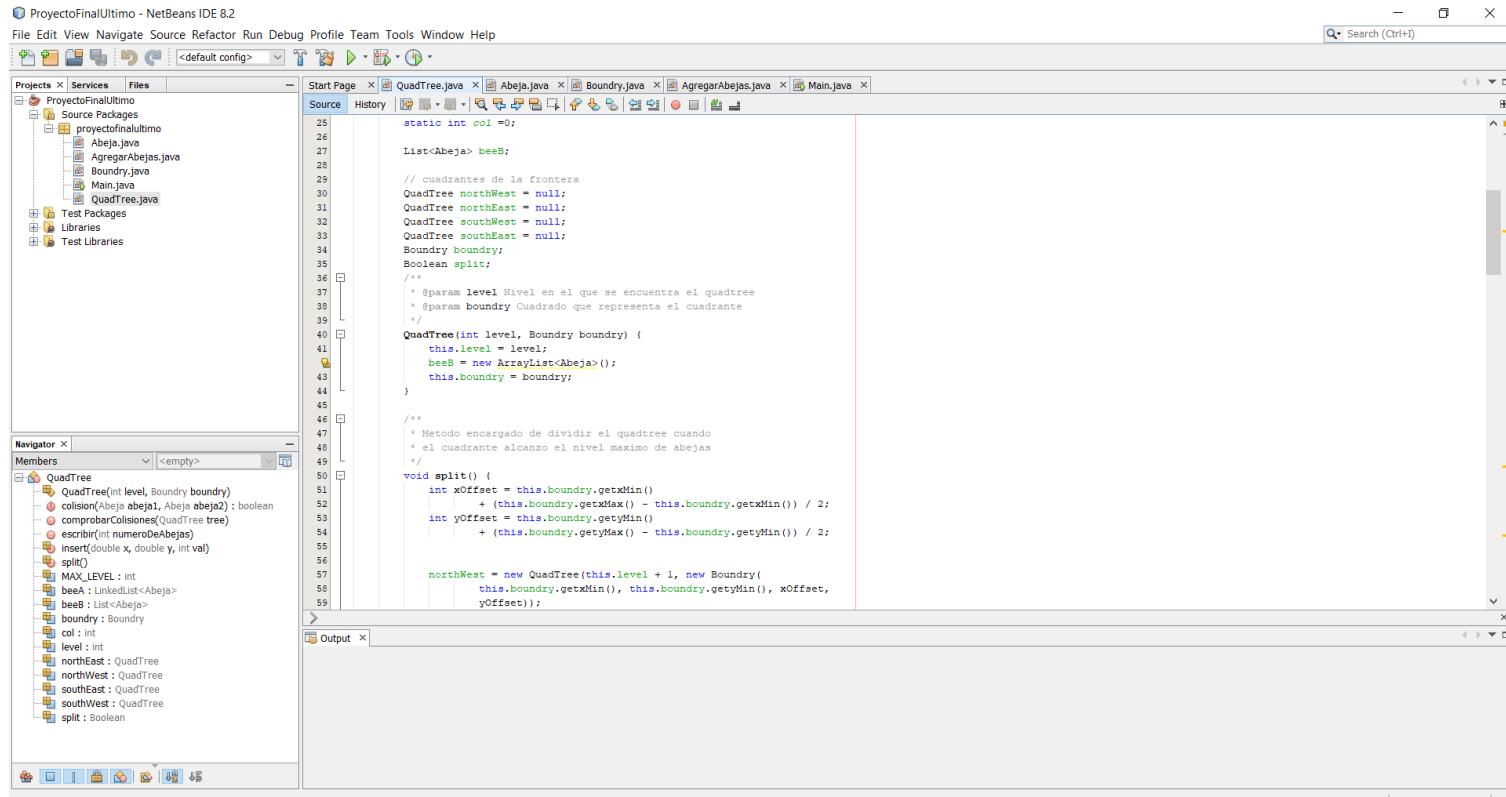 ProyectoFinalUltimo - NetBeans IDE 8.2
File Edit View Navigate Source Refactor Run Debug Profile Team Tools Window Help
Search (Ctrl+I)
<default config>
Projects Services Files
ProyectoFinalUltimo
Source Packages
proyectofinalultimo
Abeja.java
AgregarAbejas.java
Boundry.java
Main.java
QuadTree.java
Test Packages
Libraries
Test Libraries
Navigator
Members <empty>
QuadTree
QuadTree(int level, Boundry boundry)
colision(Abeja abeja1, Abeja abeja2) : boolean
comprobarColisiones(QuadTree tree)
escribir(int numeroDeAbejas)
insert(double x, double y, int val)
split()
MAX_LEVEL : int
beeA : LinkedList<Abeja>
beeB : List<Abeja>
boundry : Boundry
col : int
level : int
northEast : QuadTree
northWest : QuadTree
southEast : QuadTree
southWest : QuadTree
split : Boolean
Start Page QuadTree.java Abeja.java Boundry.java AgregarAbejas.java Main.java
Source History
25 static int col =0;
26
27 List<Abeja> beeB;
28
29 // cuadrantes de la frontera
30 QuadTree northWest = null;
31 QuadTree northEast = null;
32 QuadTree southWest = null;
33 QuadTree southEast = null;
34 Boundry boundry;
35 Boolean split;
36 /**
37 * @param level Nivel en el que se encuentra el quadtree
38 * @param boundry Cuadrado que representa el cuadrante
39 */
40 QuadTree(int level, Boundry boundry) {
41 this.level = level;
beeB = new ArrayList<Abeja>();
43 this.boundry = boundry;
44 }
45
46 /**
47 * Metodo encargado de dividir el quadtree cuando
48 * el cuadrante alcanzo el nivel maximo de abejas
49 */
50 void split() {
51 int xOffset = this.boundry.getxMin()
52 + (this.boundry.getxMax() - this.boundry.getxMin()) / 2;
53 int yOffset = this.boundry.getyMin()
54 + (this.boundry.getyMax() - this.boundry.getyMin()) / 2;
55
56
57 northWest = new QuadTree(this.level + 1, new Boundry(
58 this.boundry.getxMin(), this.boundry.getyMin(), xOffset,
59 yOffset));
Output